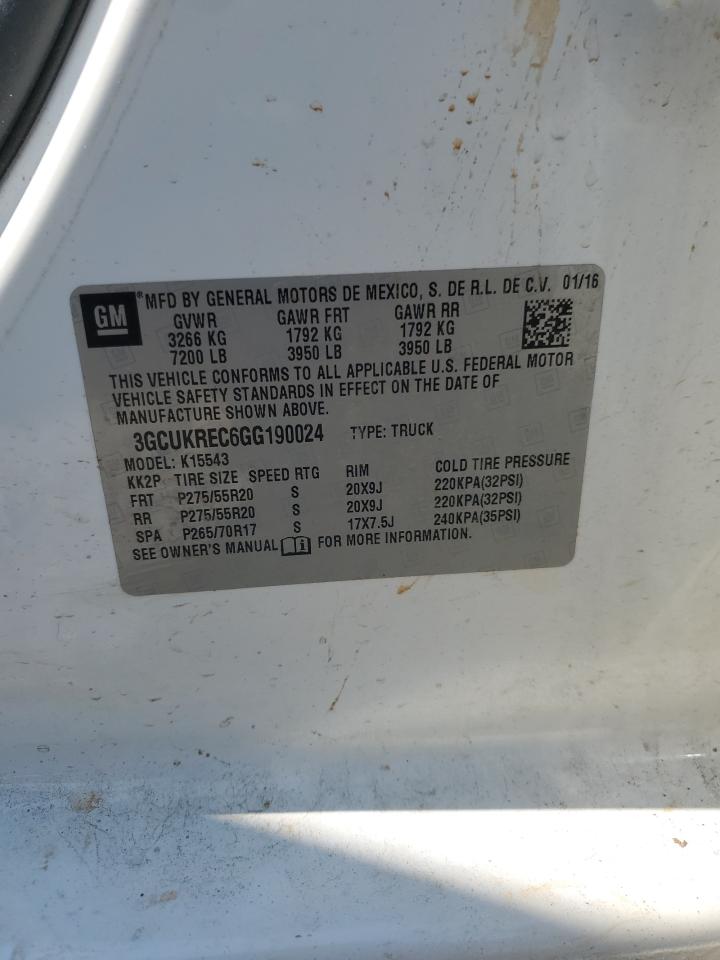 GM ® MFD BY GENERAL MOTORS DE MEXICO, S. DE R.L. DE C.V. 01/16
GVWR GAWR FRT GAWR RR
3266 KG 1792 KG 1792 KG
7200 LB 3950 LB 3950 LB
THIS VEHICLE CONFORMS TO ALL APPLICABLE U.S. FEDERAL MOTOR
VEHICLE SAFETY STANDARDS IN EFFECT ON THE DATE OF
MANUFACTURE SHOWN ABOVE.
3GCUKREC6GG190024 TYPE: TRUCK
MODEL: K15543
KK2P TIRE SIZE SPEED RTG RIM COLD TIRE PRESSURE
FRT P275/55R20 S 20X9J 220KPA(32PSI)
RR P275/55R20 S 20X9J 220KPA(32PSI)
SPA P265/70R17 S 17X7.5J 240KPA(35PSI)
SEE OWNER'S MANUAL i FOR MORE INFORMATION.